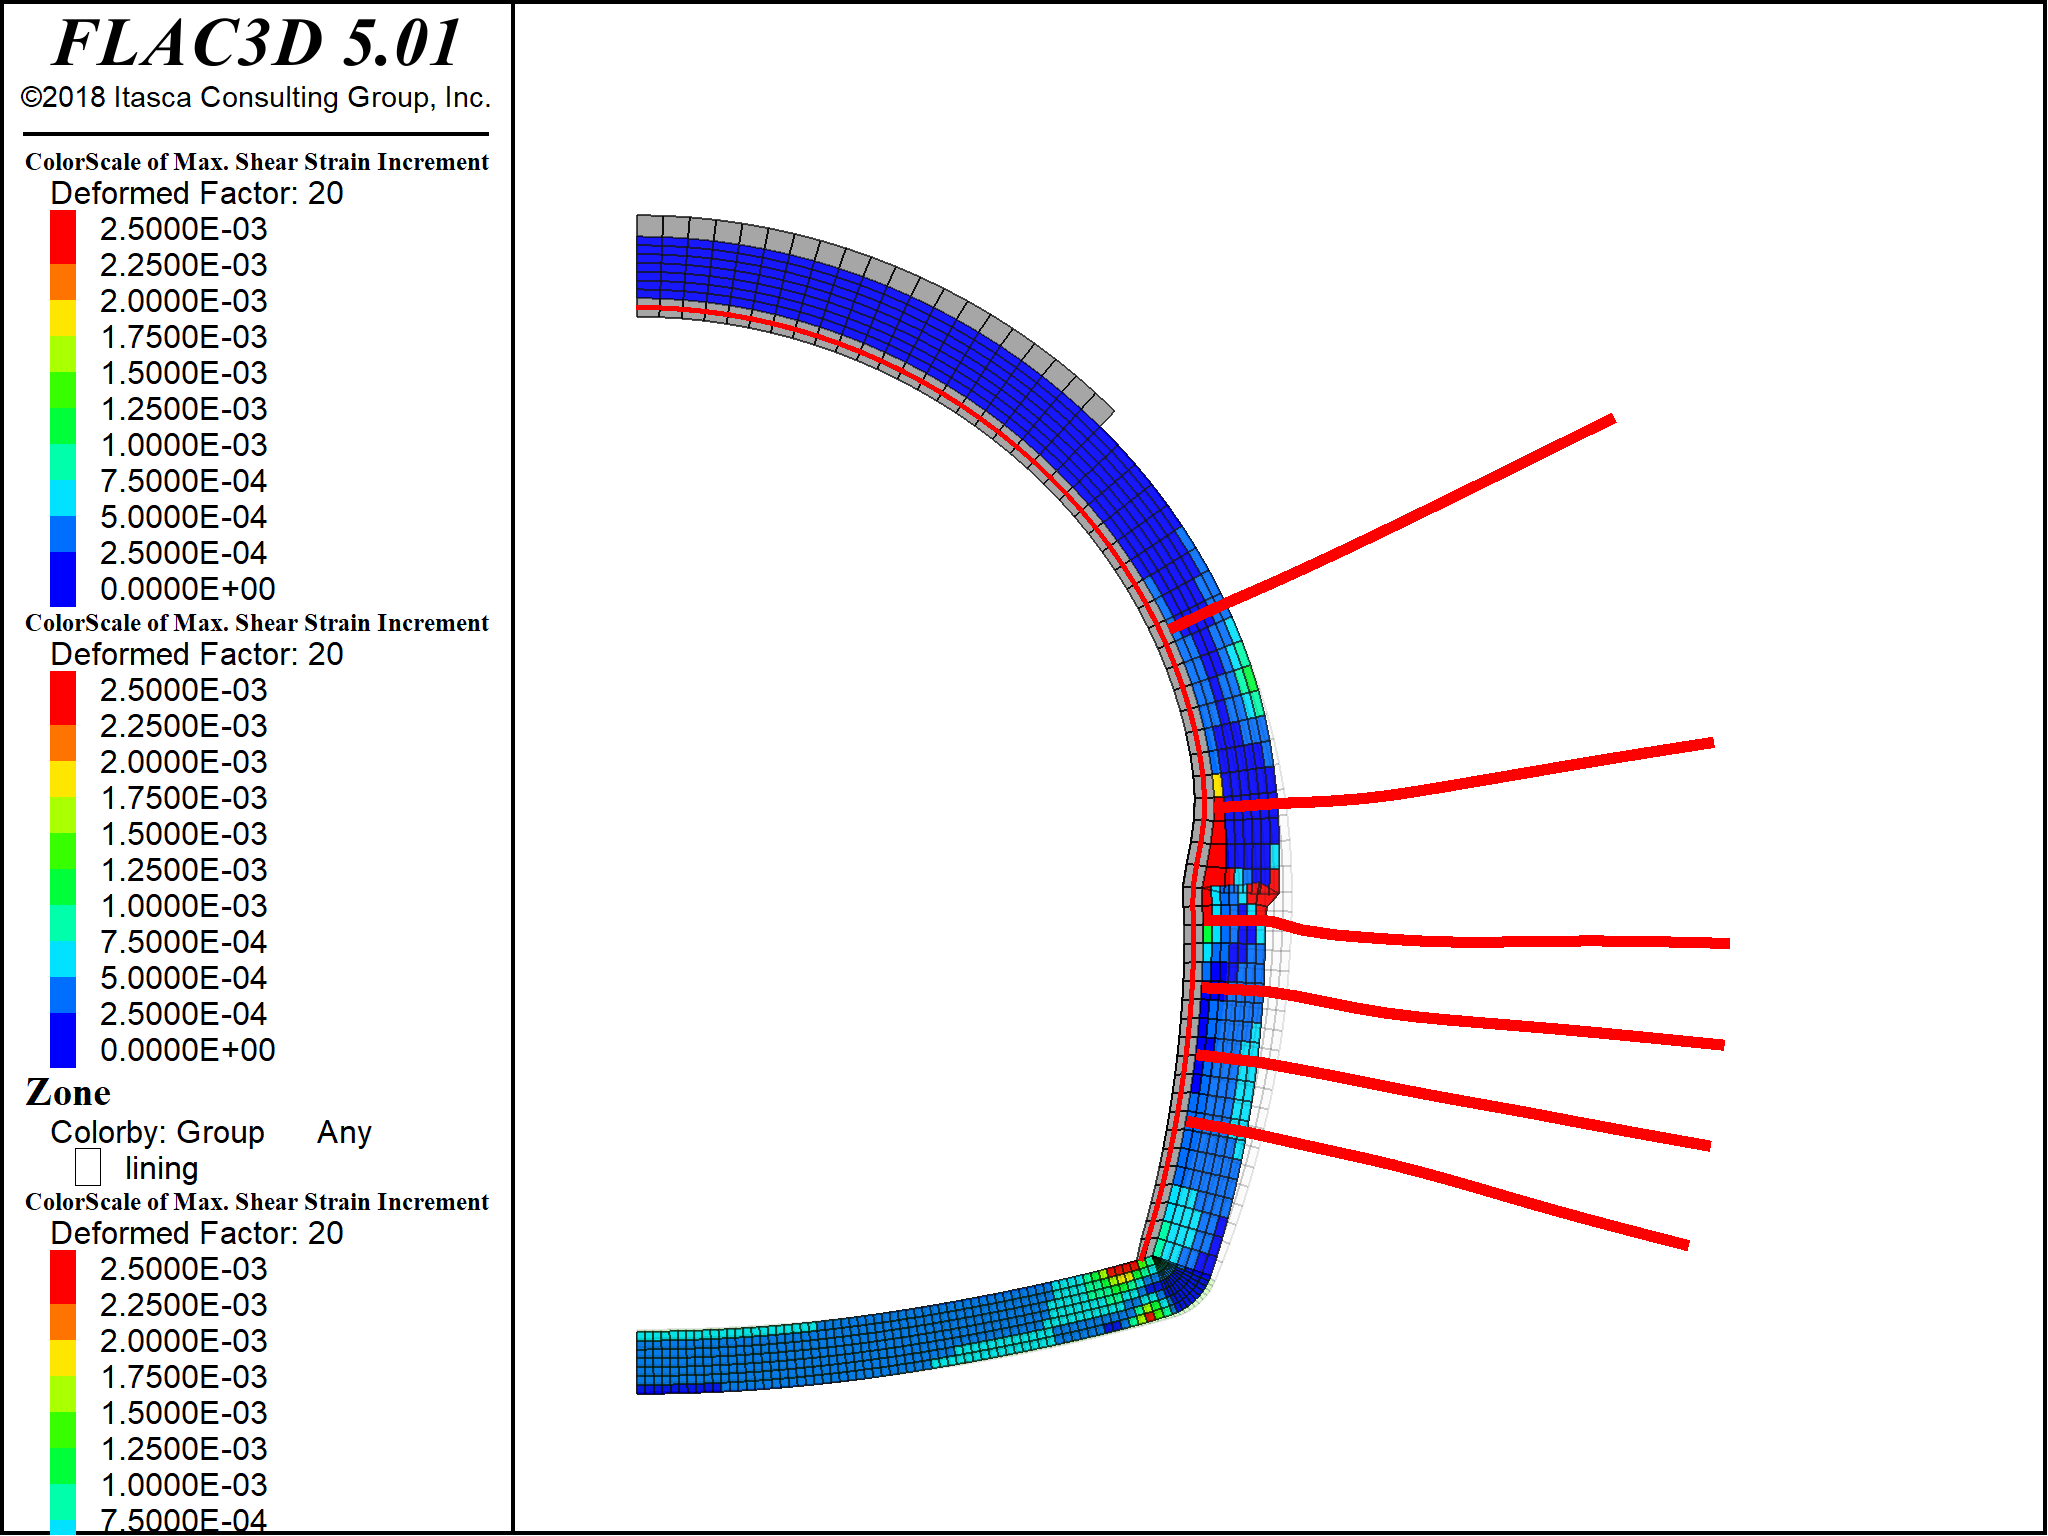 FLAC3D 5.01
©2018 Itasca Consulting Group, Inc.
ColorScale of Max. Shear Strain Increment
Deformed Factor: 20
2.5000E-03
2.2500E-03
2.0000E-03
1.7500E-03
1.5000E-03
1.2500E-03
1.0000E-03
7.5000E-04
5.0000E-04
2.5000E-04
0.0000E+00
ColorScale of Max. Shear Strain Increment
Deformed Factor: 20
2.5000E-03
2.2500E-03
2.0000E-03
1.7500E-03
1.5000E-03
1.2500E-03
1.0000E-03
7.5000E-04
5.0000E-04
2.5000E-04
0.0000E+00
Zone
Colorby: Group Any
lining
ColorScale of Max. Shear Strain Increment
Deformed Factor: 20
2.5000E-03
2.2500E-03
2.0000E-03
1.7500E-03
1.5000E-03
1.2500E-03
1.0000E-03
7.5000E-04